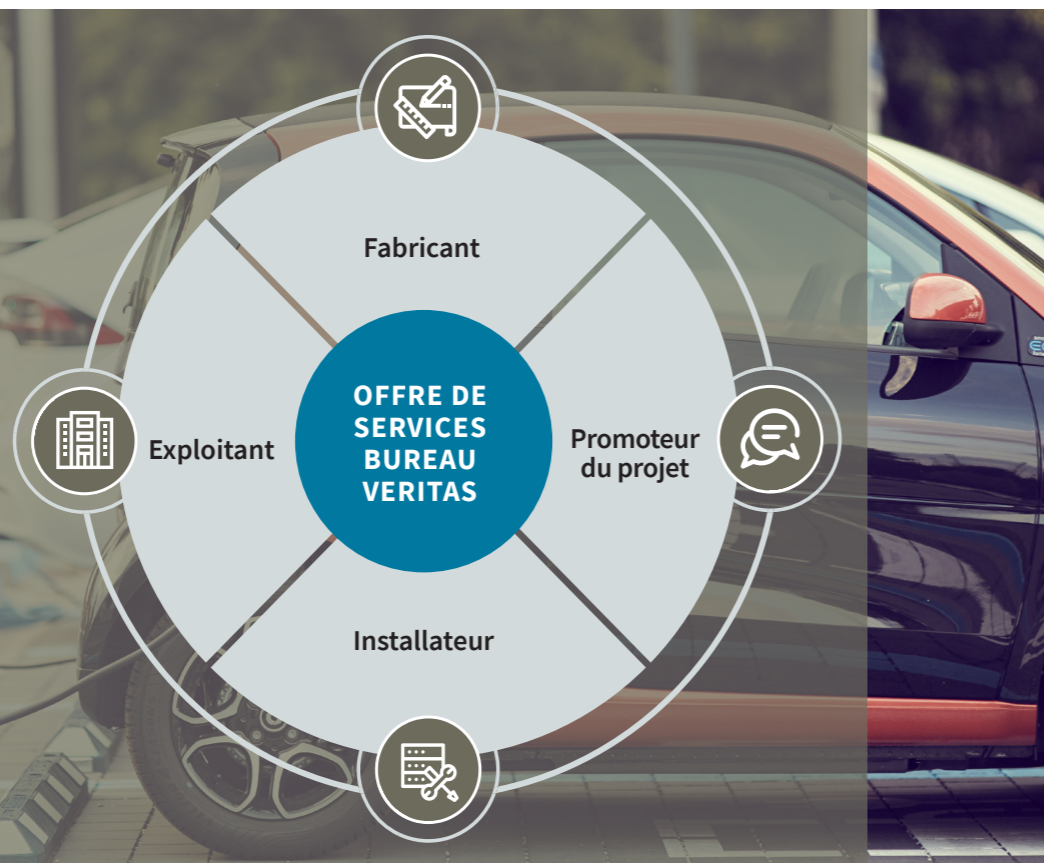 Fabricant
OFFRE DE
SERVICES
BUREAU
VERITAS
Exploitant
Promoteur
du projet
Installateur